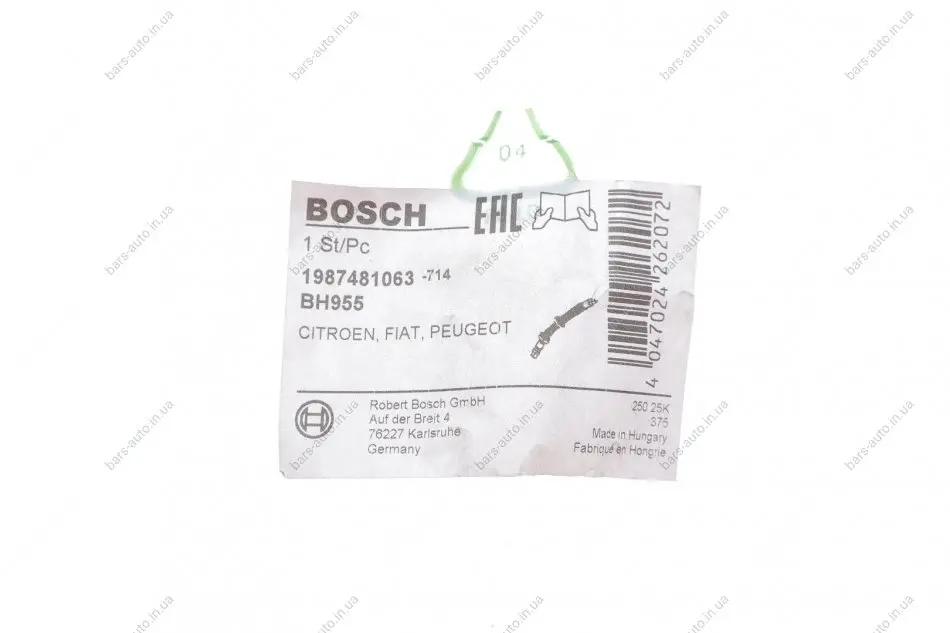 04
BOSCH
EAC
1 St/Pc
1987481063 -714
BH955
CITROEN, FIAT, PEUGEOT
4 047024 262072
Robert Bosch GmbH
Auf der Breit 4
76227 Karlsruhe
Germany
250 25K
375
Made in Hungary
Fabriqué en Hongrie
bars-auto.in.ua